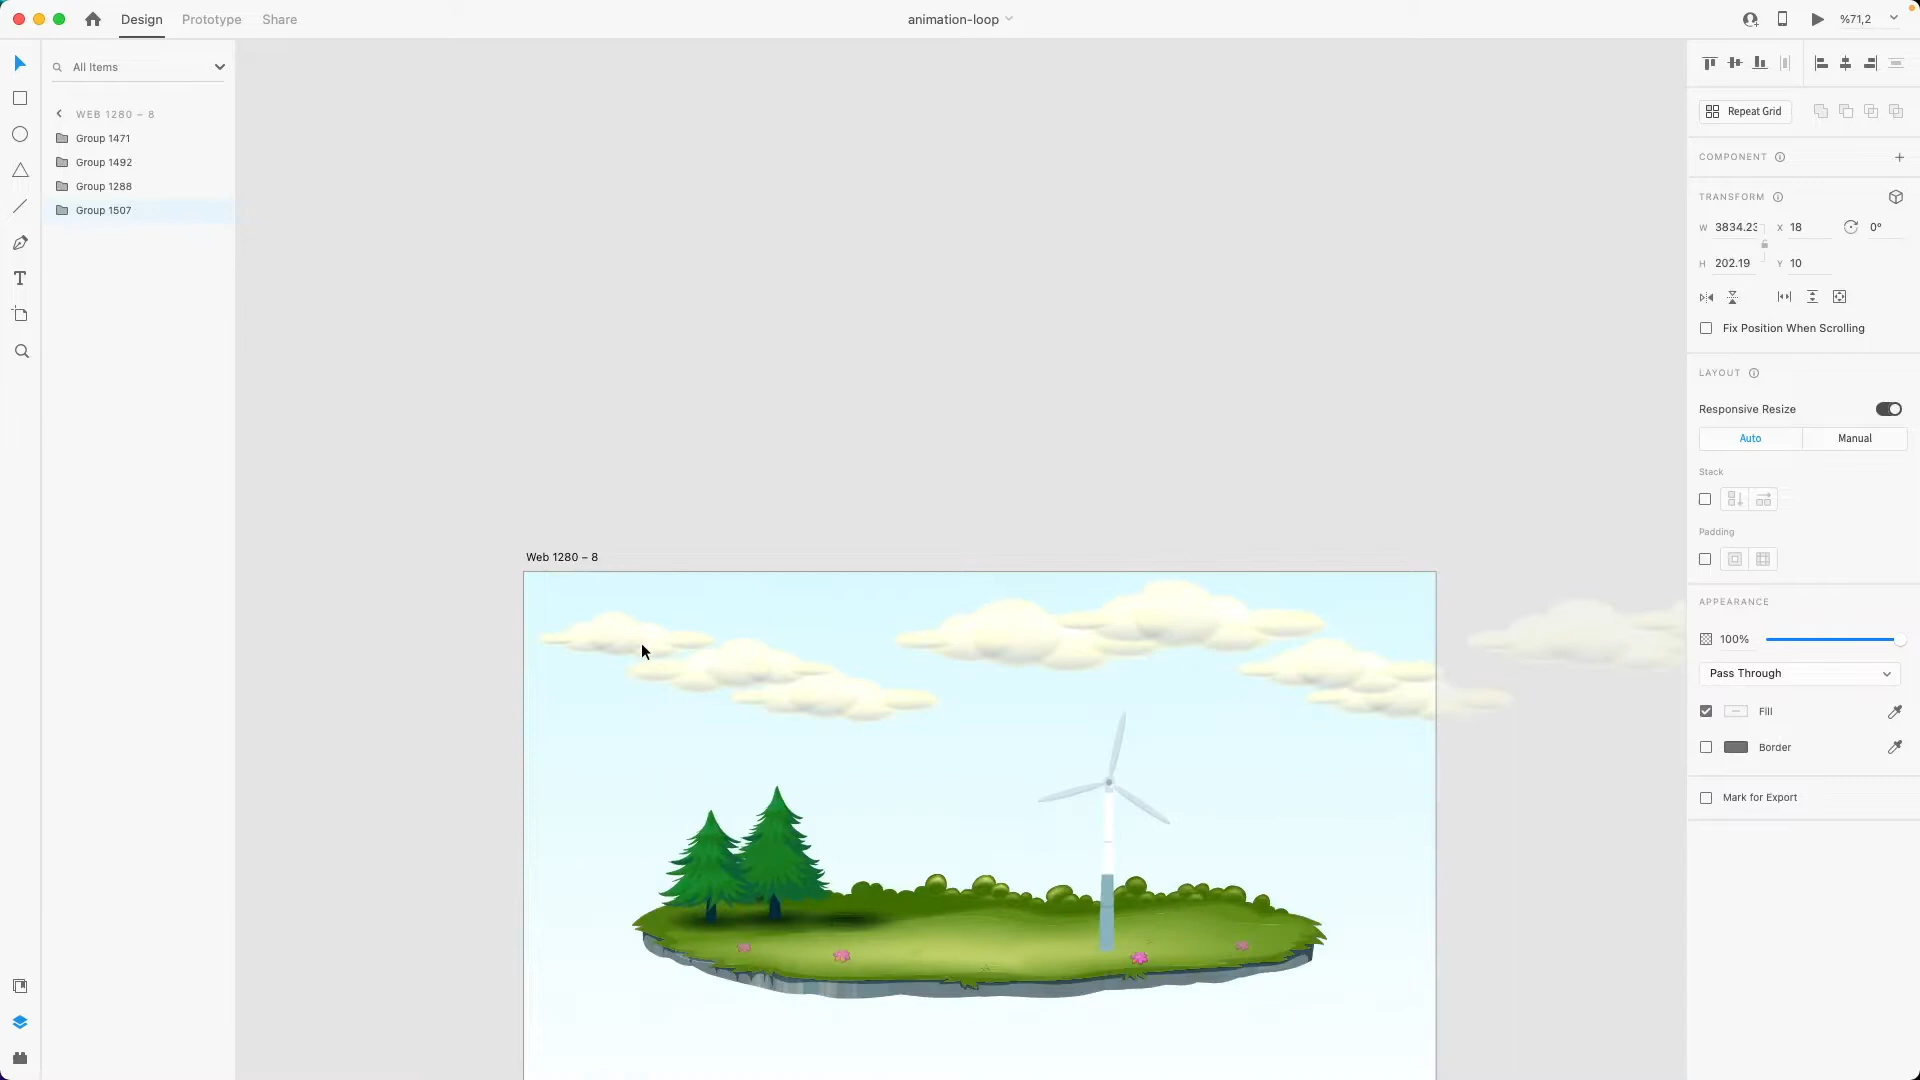 Design
Prototype
Share
animation-loop
%71,2
All Items
WEB 1280 – 8
Group 1471
Group 1492
Group 1288
Group 1507
Web 1280 – 8
Repeat Grid
COMPONENT
TRANSFORM
W 3834.23 X 18 0°
H 202.19 Y 10
Fix Position When Scrolling
LAYOUT
Responsive Resize
Auto Manual
Stack
Padding
APPEARANCE
100%
Pass Through
Fill
Border
Mark for Export